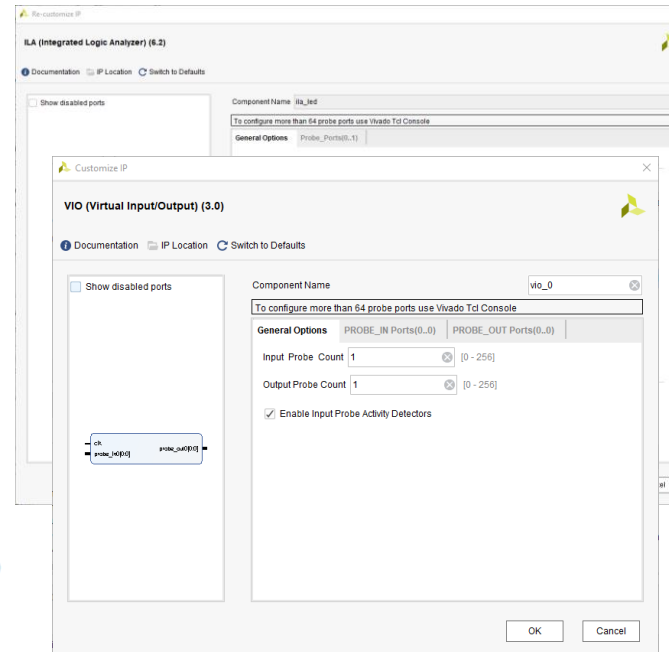 Re-customize IP
ILA (Integrated Logic Analyzer) (6.2)
Documentation IP Location Switch to Defaults
Show disabled ports
Component Name ila_led
To configure more than 64 probe ports use Vivado Tcl Console
General Options Probe_Ports(0..1)
Customize IP
VIO (Virtual Input/Output) (3.0)
Documentation IP Location Switch to Defaults
Show disabled ports
Component Name vio_0
To configure more than 64 probe ports use Vivado Tcl Console
General Options PROBE_IN Ports(0..0) PROBE_OUT Ports(0..0)
Input Probe Count 1 [0 - 256]
Output Probe Count 1 [0 - 256]
Enable Input Probe Activity Detectors
clk
probe_in0[0:0] probe_out0[0:0]
el
OK Cancel